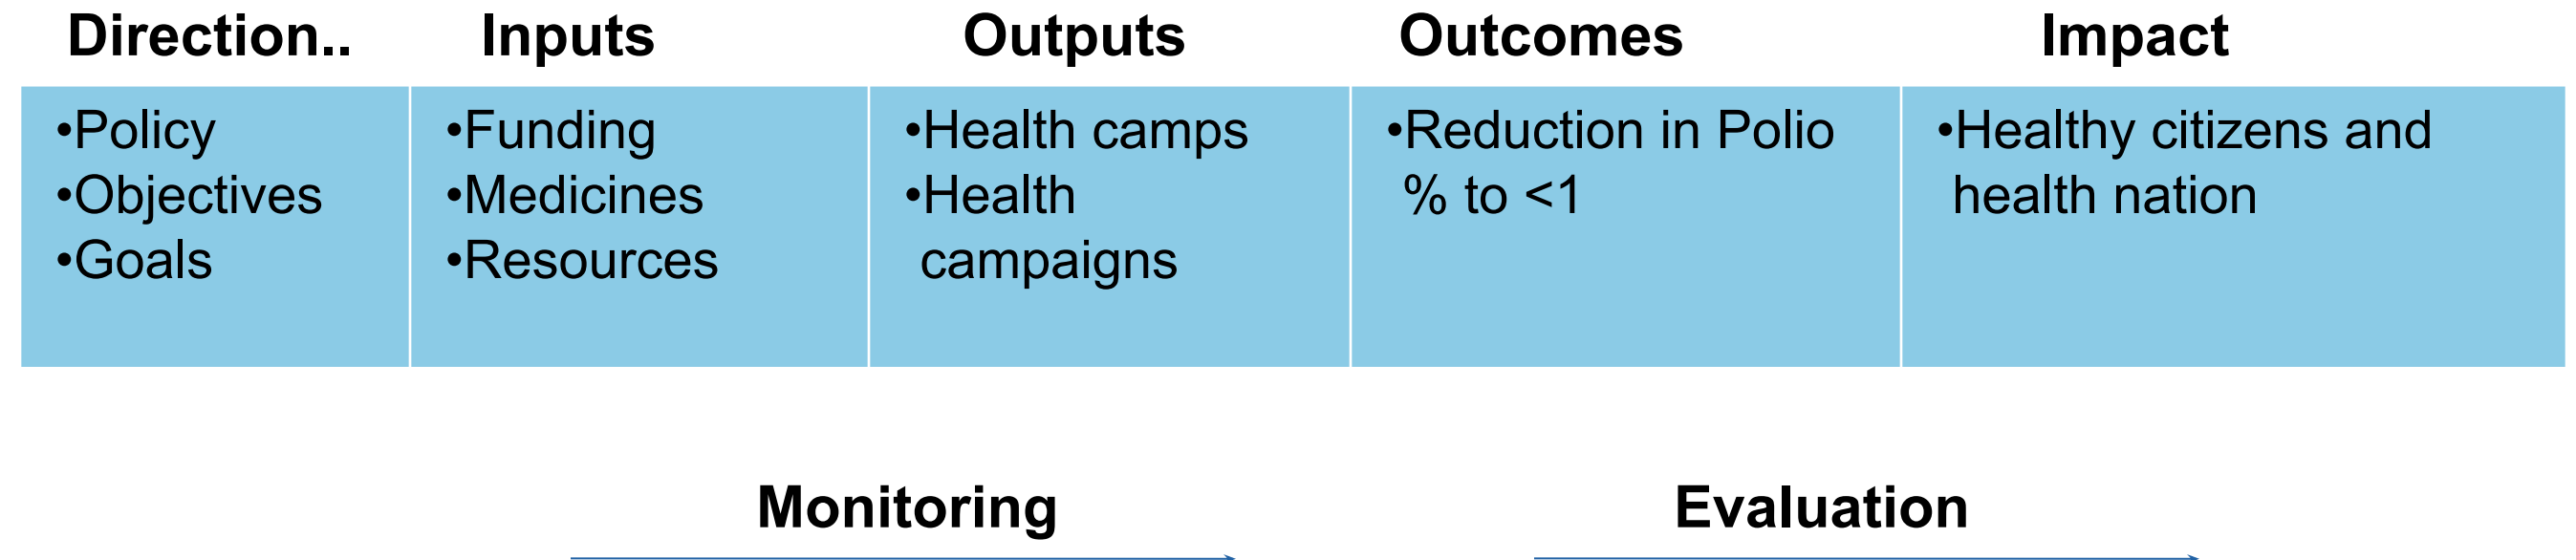 Direction.. Inputs Outputs Outcomes Impact
•Policy
•Objectives
•Goals
•Funding
•Medicines
•Resources
•Health camps
•Health
campaigns
•Reduction in Polio
% to <1
•Healthy citizens and
health nation
Monitoring Evaluation